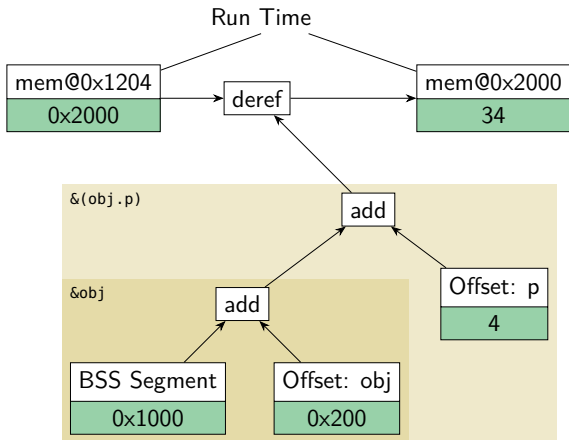 Run Time
mem@0x1204
0x2000
deref
mem@0x2000
34
&(obj.p)
add
Offset: p
4
&obj
add
BSS Segment
0x1000
Offset: obj
0x200